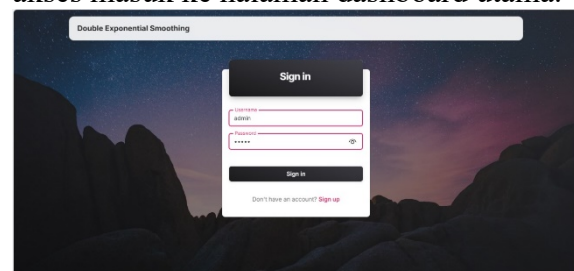 akses masuk ke halaman dashboard utama.
Double Exponential Smoothing
Sign in
Username
admin
Password
•••••
Sign in
Don't have an account? Sign up